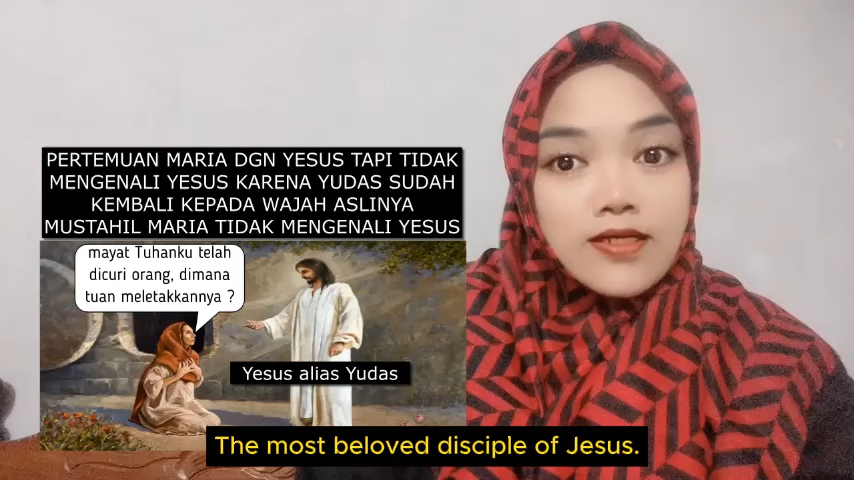 PERTEMUAN MARIA DGN YESUS TAPI TIDAK
MENGENALI YESUS KARENA YUDAS SUDAH
KEMBALI KEPADA WAJAH ASLINYA
MUSTAHIL MARIA TIDAK MENGENALI YESUS
mayat Tuhanku telah
dicuri orang, dimana
tuan meletakkannya ?
Yesus alias Yudas
The most beloved disciple of Jesus.